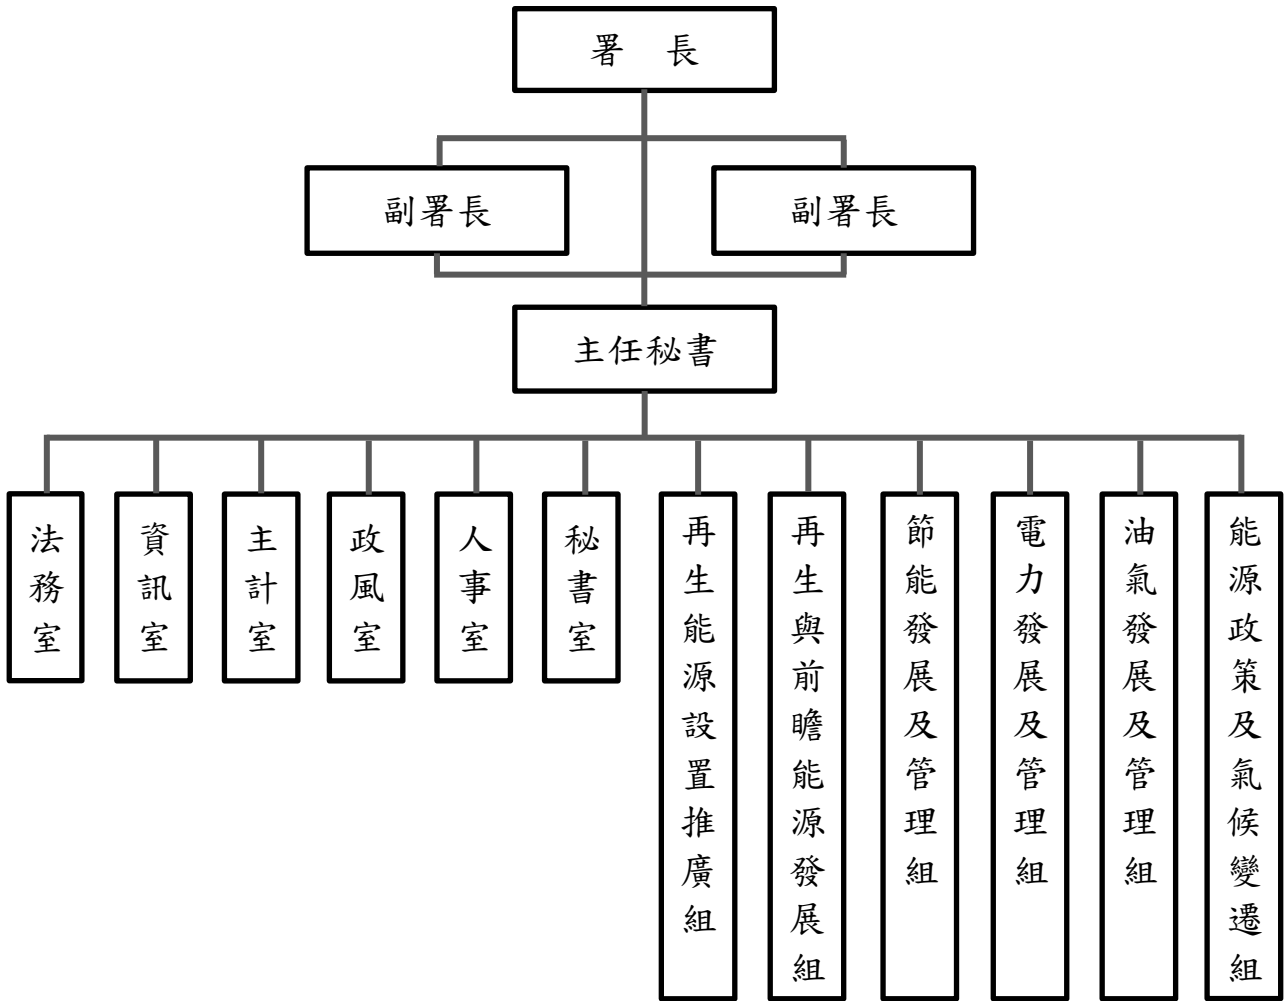 署 長
副署長
副署長
主任秘書
法務室
資訊室
主計室
政風室
人事室
秘書室
再生能源設置推廣組
再生與前瞻能源發展組
節能發展及管理組
電力發展及管理組
油氣發展及管理組
能源政策及氣候變遷組